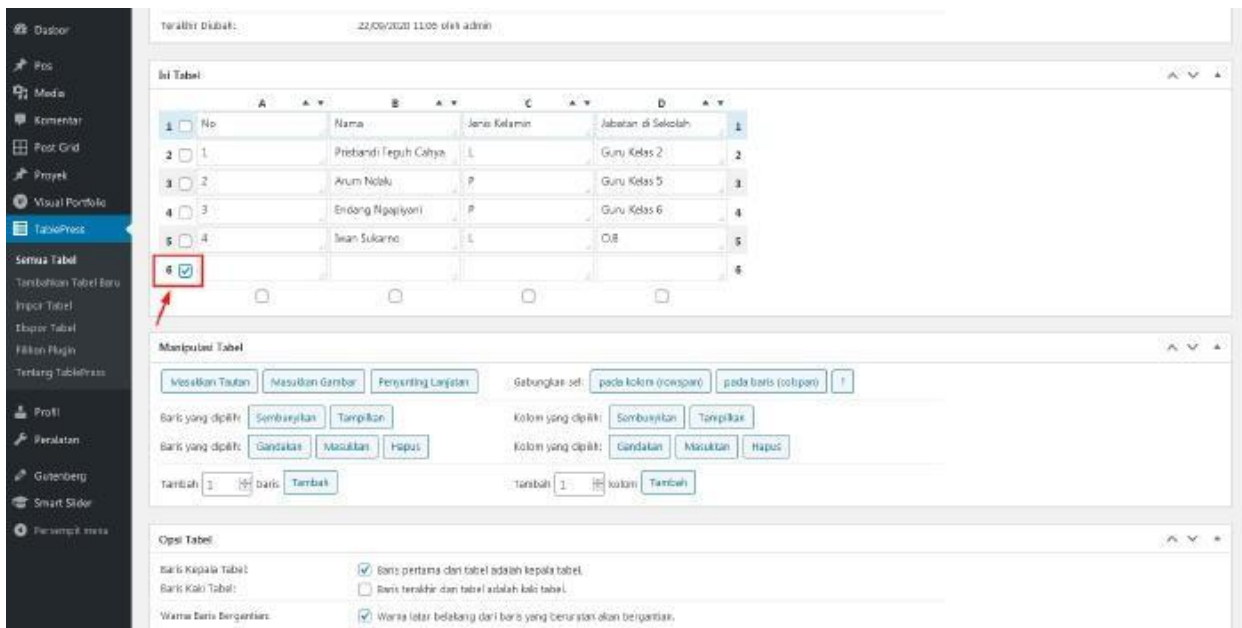 Dasbor
Pos
Media
Komentar
Post Grid
Proyek
Visual Portfolio
TablePress
Semua Tabel
Tambahkan Tabel Baru
Impor Tabel
Ekspor Tabel
Pilihan Plugin
Tentang TablePress
Profil
Peralatan
Gutenberg
Smart Slider
Persempit menu
Terakhir Diubah: 22/09/2020 11:05 oleh admin
Isi Tabel
A B C D
1 No Nama Jenis Kelamin Jabatan di Sekolah 1
2 1 Pristiandi Teguh Cahya L Guru Kelas 2 2
3 2 Arum P Guru Kelas 5 3
4 3 Endang P Guru Kelas 6 4
5 4 Iwan Sukarno L 5
6 6
Manipulasi Tabel
Masukkan Tautan Masukkan Gambar Penyunting Lanjutan Gabungkan sel: pada kolom (rowspan) pada baris (colspan) ?
Baris yang dipilih: Sembunyikan Tampilkan Kolom yang dipilih: Sembunyikan Tampilkan
Baris yang dipilih: Gandakan Masukkan Hapus Kolom yang dipilih: Gandakan Masukkan Hapus
Tambah 1 baris Tambah Tambah 1 kolom Tambah
Opsi Tabel
Baris Kepala Tabel: Baris pertama dari tabel adalah kepala tabel.
Baris Kaki Tabel: Baris terakhir dari tabel adalah kaki tabel.
Warna Baris Bergantian: Warna latar belakang dari baris yang berurutan akan bergantian.